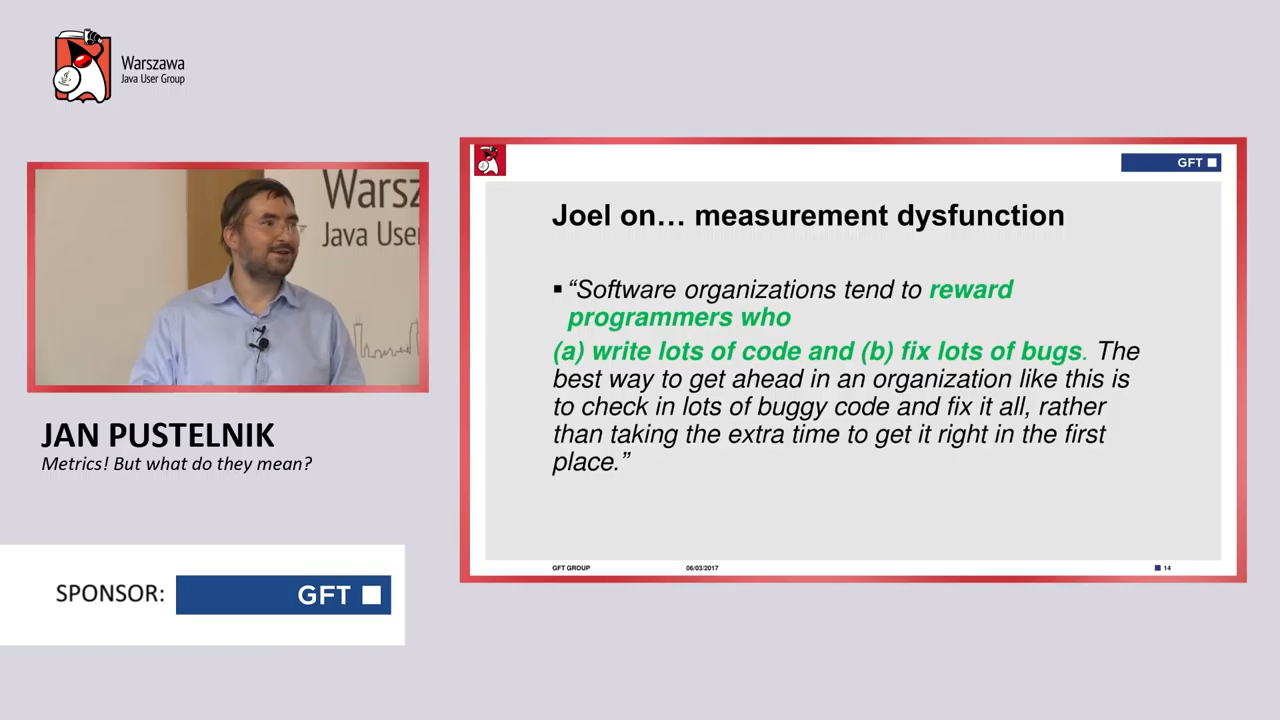 Warszawa
Java User Group
Warsz
Java Use
JAN PUSTELNIK
Metrics! But what do they mean?
SPONSOR:
GFT
GFT
Joel on… measurement dysfunction
▪ “Software organizations tend to reward
programmers who
(a) write lots of code and (b) fix lots of bugs. The
best way to get ahead in an organization like this is
to check in lots of buggy code and fix it all, rather
than taking the extra time to get it right in the first
place.”
GFT GROUP
06/03/2017
14